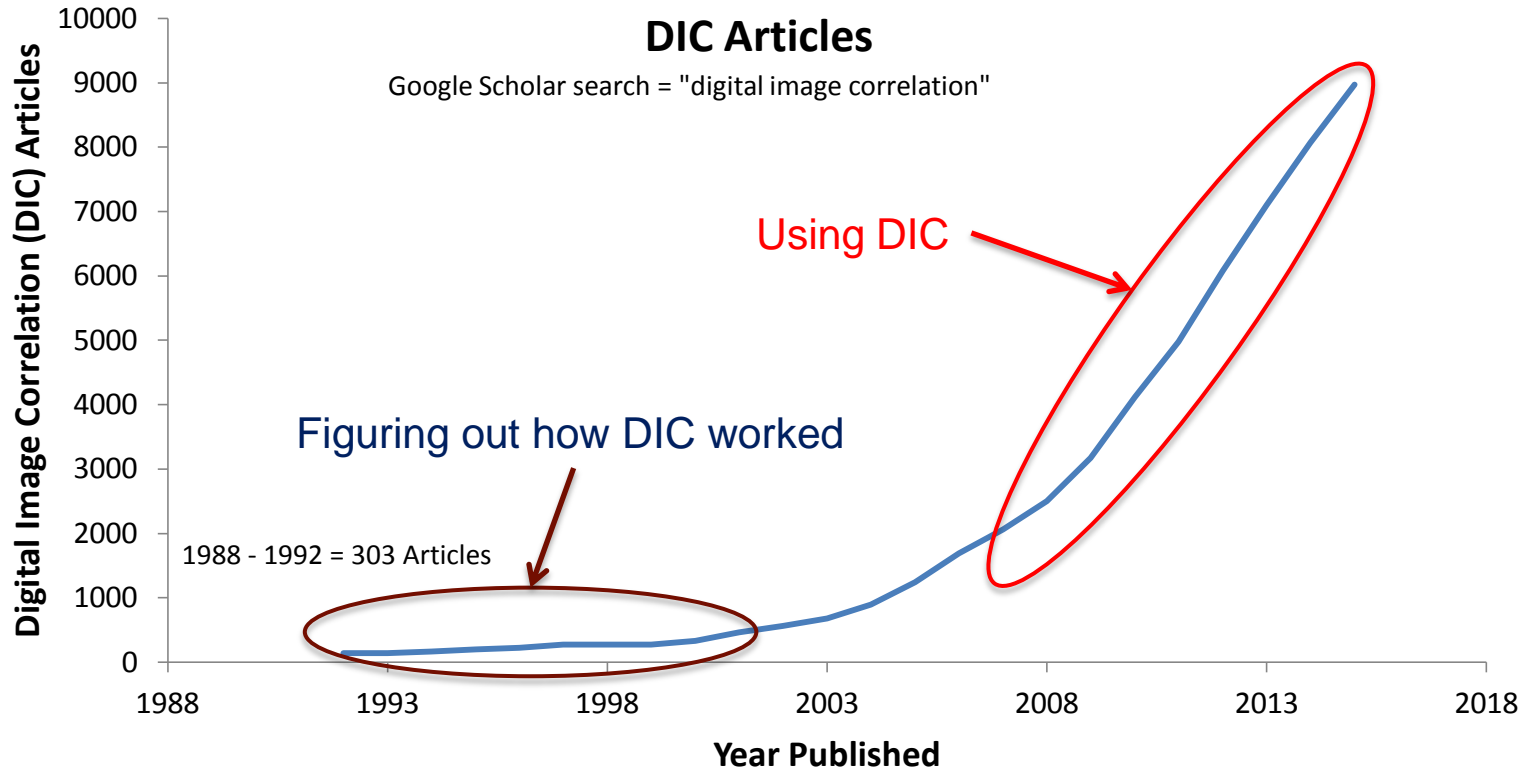 DIC Articles
Google Scholar search = "digital image correlation"
Digital Image Correlation (DIC) Articles
10000
9000
8000
7000
6000
5000
4000
3000
2000
1000
0
Using DIC
Figuring out how DIC worked
1988 - 1992 = 303 Articles
1988
1993
1998
2003
2008
2013
2018
Year Published